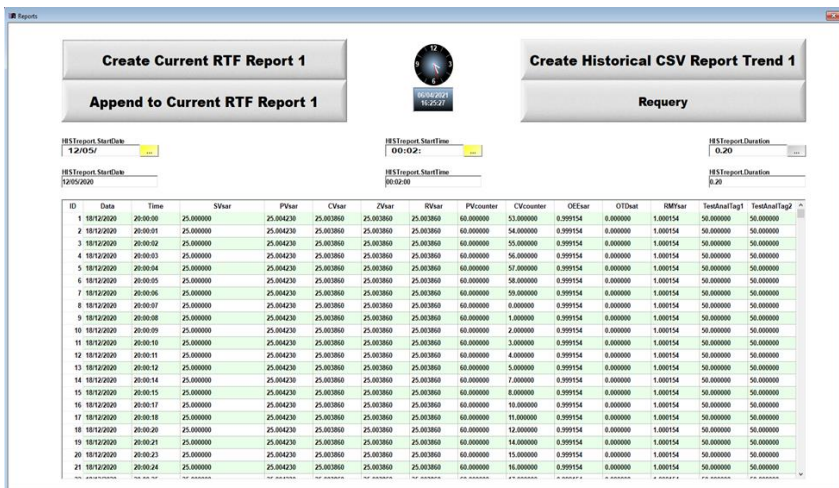 Reports
Create Current RTF Report 1
Append to Current RTF Report 1
12
3
6
9
06/04/2021
16:25:27
Create Historical CSV Report Trend 1
Requery
HISTreport.StartDate HISTreport.StartTime HISTreport.Duration
12/05/ ... 00:02: ... 0.20 ...
HISTreport.StartDate HISTreport.StartTime HISTreport.Duration
12/05/2020 00:02:00 0.20
ID Data Time SVsar PVsar CVsar ZVsar RVsar PVcounter CVcounter OEEsar OTDsat RMYsar TestAnalTag1 TestAnalTag2
1 18/12/2020 20:00:00 25.000000 25.004230 25.003860 25.003860 25.003860 60.000000 53.000000 0.999154 0.000000 1.000154 50.000000 50.000000
2 18/12/2020 20:00:01 25.000000 25.004230 25.003860 25.003860 25.003860 60.000000 54.000000 0.999154 0.000000 1.000154 50.000000 50.000000
3 18/12/2020 20:00:02 25.000000 25.004230 25.003860 25.003860 25.003860 60.000000 55.000000 0.999154 0.000000 1.000154 50.000000 50.000000
4 18/12/2020 20:00:03 25.000000 25.004230 25.003860 25.003860 25.003860 60.000000 56.000000 0.999154 0.000000 1.000154 50.000000 50.000000
5 18/12/2020 20:00:04 25.000000 25.004230 25.003860 25.003860 25.003860 60.000000 57.000000 0.999154 0.000000 1.000154 50.000000 50.000000
6 18/12/2020 20:00:05 25.000000 25.004230 25.003860 25.003860 25.003860 60.000000 58.000000 0.999154 0.000000 1.000154 50.000000 50.000000
7 18/12/2020 20:00:06 25.000000 25.004230 25.003860 25.003860 25.003860 60.000000 59.000000 0.999154 0.000000 1.000154 50.000000 50.000000
8 18/12/2020 20:00:07 25.000000 25.004230 25.003860 25.003860 25.003860 60.000000 0.000000 0.999154 0.000000 1.000154 50.000000 50.000000
9 18/12/2020 20:00:08 25.000000 25.004230 25.003860 25.003860 25.003860 60.000000 1.000000 0.999154 0.000000 1.000154 50.000000 50.000000
10 18/12/2020 20:00:09 25.000000 25.004230 25.003860 25.003860 25.003860 60.000000 2.000000 0.999154 0.000000 1.000154 50.000000 50.000000
11 18/12/2020 20:00:10 25.000000 25.004230 25.003860 25.003860 25.003860 60.000000 3.000000 0.999154 0.000000 1.000154 50.000000 50.000000
12 18/12/2020 20:00:11 25.000000 25.004230 25.003860 25.003860 25.003860 60.000000 4.000000 0.999154 0.000000 1.000154 50.000000 50.000000
13 18/12/2020 20:00:12 25.000000 25.004230 25.003860 25.003860 25.003860 60.000000 5.000000 0.999154 0.000000 1.000154 50.000000 50.000000
14 18/12/2020 20:00:14 25.000000 25.004230 25.003860 25.003860 25.003860 60.000000 7.000000 0.999154 0.000000 1.000154 50.000000 50.000000
15 18/12/2020 20:00:15 25.000000 25.004230 25.003860 25.003860 25.003860 60.000000 8.000000 0.999154 0.000000 1.000154 50.000000 50.000000
16 18/12/2020 20:00:17 25.000000 25.004230 25.003860 25.003860 25.003860 60.000000 10.000000 0.999154 0.000000 1.000154 50.000000 50.000000
17 18/12/2020 20:00:18 25.000000 25.004230 25.003860 25.003860 25.003860 60.000000 11.000000 0.999154 0.000000 1.000154 50.000000 50.000000
18 18/12/2020 20:00:20 25.000000 25.004230 25.003860 25.003860 25.003860 60.000000 12.000000 0.999154 0.000000 1.000154 50.000000 50.000000
19 18/12/2020 20:00:21 25.000000 25.004230 25.003860 25.003860 25.003860 60.000000 14.000000 0.999154 0.000000 1.000154 50.000000 50.000000
20 18/12/2020 20:00:23 25.000000 25.004230 25.003860 25.003860 25.003860 60.000000 15.000000 0.999154 0.000000 1.000154 50.000000 50.000000
21 18/12/2020 20:00:24 25.000000 25.004230 25.003860 25.003860 25.003860 60.000000 16.000000 0.999154 0.000000 1.000154 50.000000 50.000000